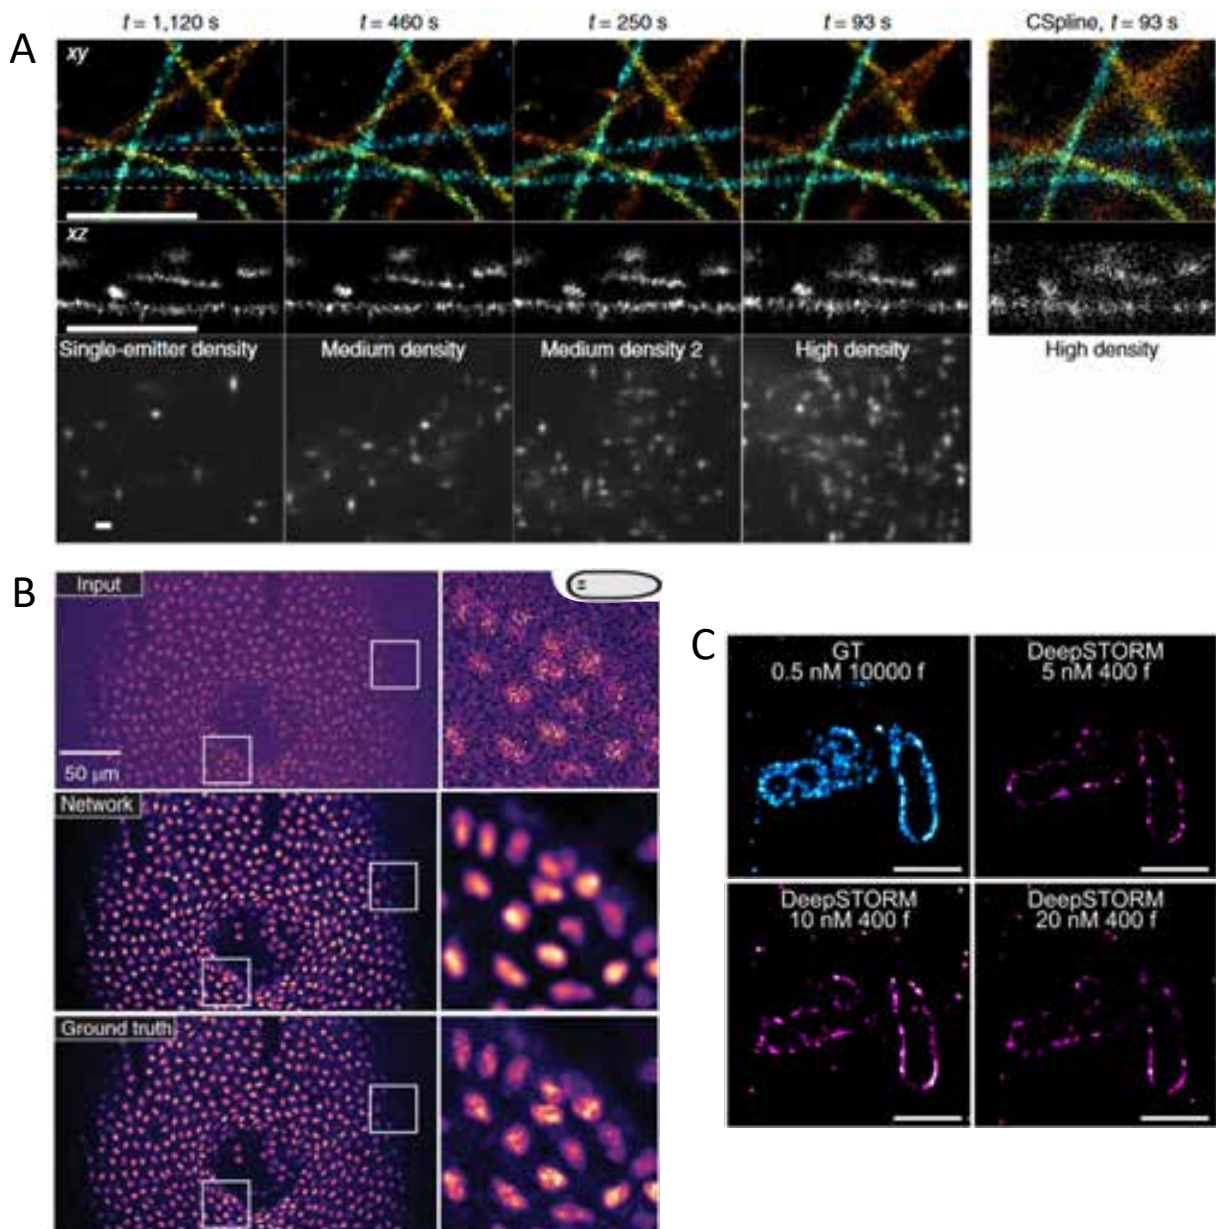 A
t = 1,120 s
t = 460 s
t = 250 s
t = 93 s
CSpline, t = 93 s
xy
xz
Single-emitter density
Medium density
Medium density 2
High density
High density
B
Input
50 μm
Network
Ground truth
C
GT
0.5 nM 10000 f
DeepSTORM
5 nM 400 f
DeepSTORM
10 nM 400 f
DeepSTORM
20 nM 400 f